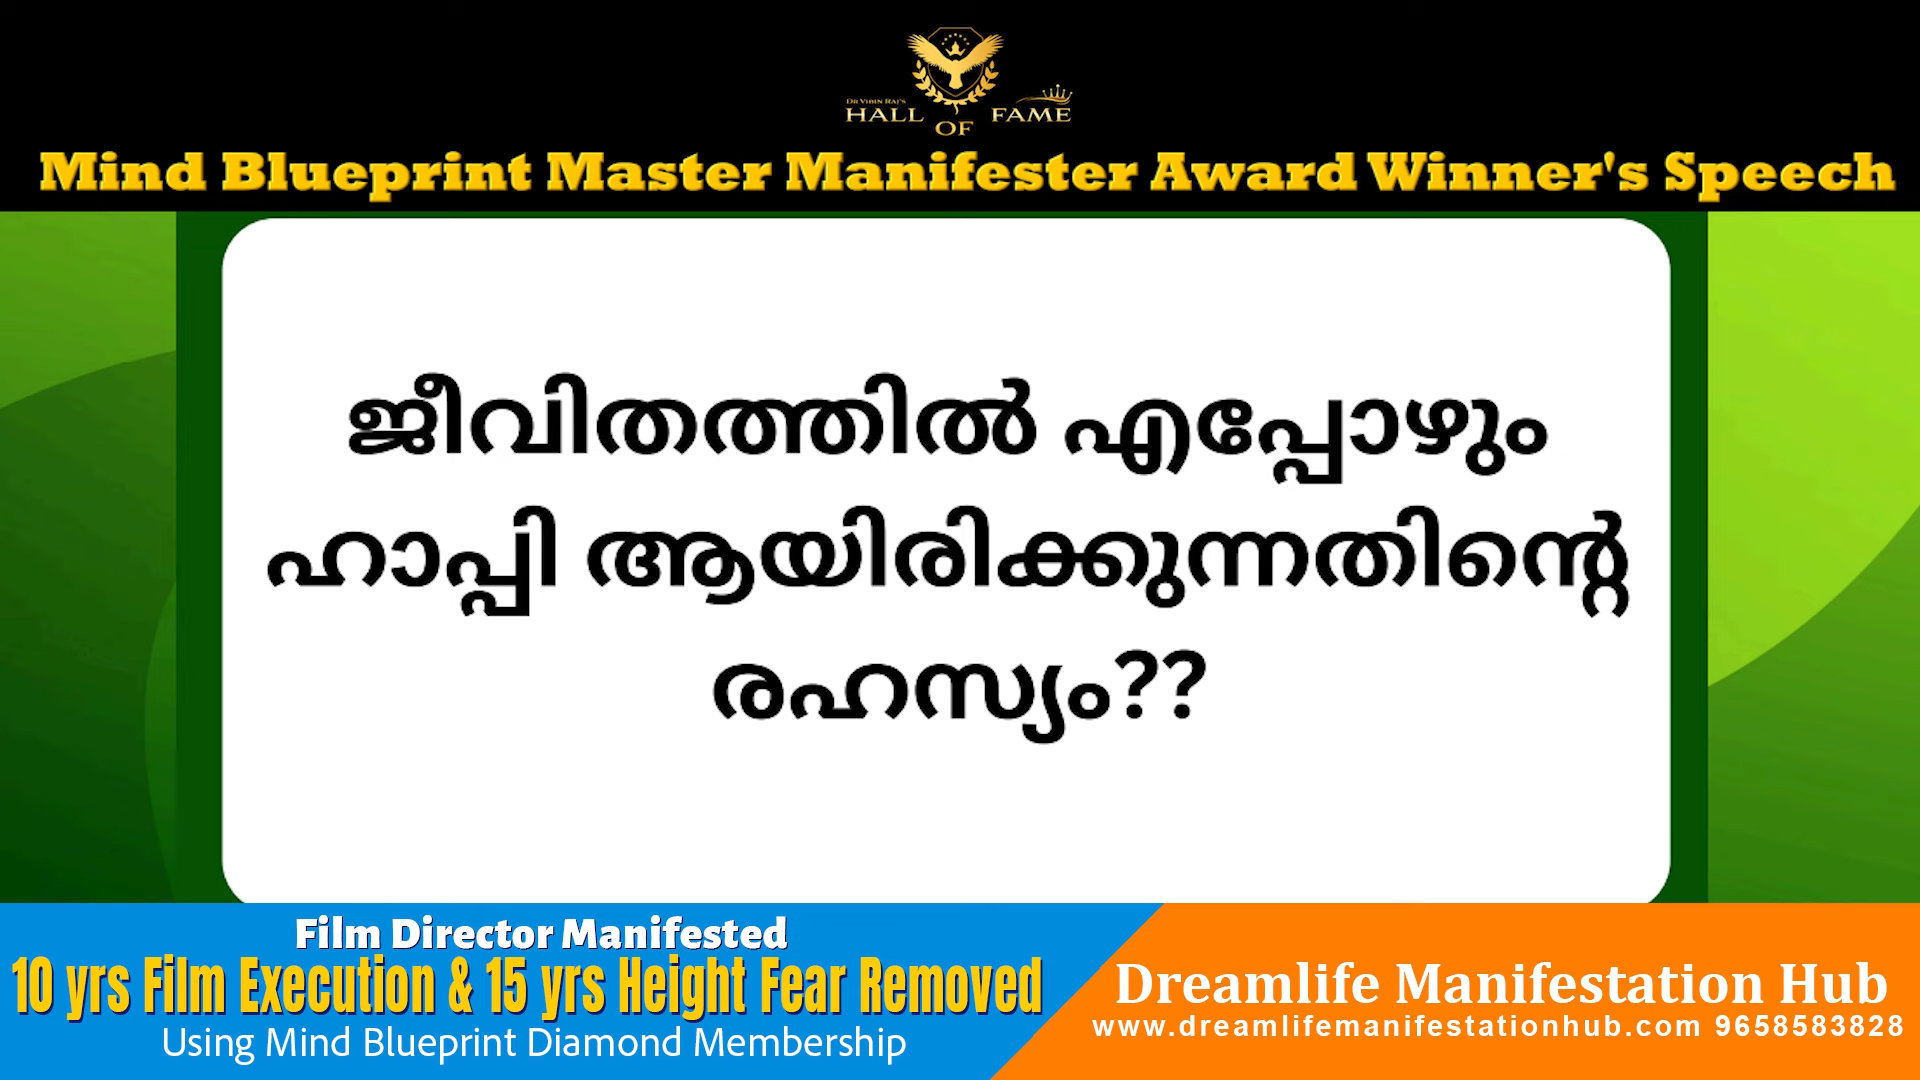 DR VIBIN RAJ'S
HALL OF FAME
Mind Blueprint Master Manifester Award Winner's Speech
ജീവിതത്തിൽ എപ്പോഴും
ഹാപ്പി ആയിരിക്കുന്നതിന്റെ
രഹസ്യം??
Film Director Manifested
10 yrs Film Execution & 15 yrs Height Fear Removed
Using Mind Blueprint Diamond Membership
Dreamlife Manifestation Hub
www.dreamlifemanifestationhub.com 9658583828